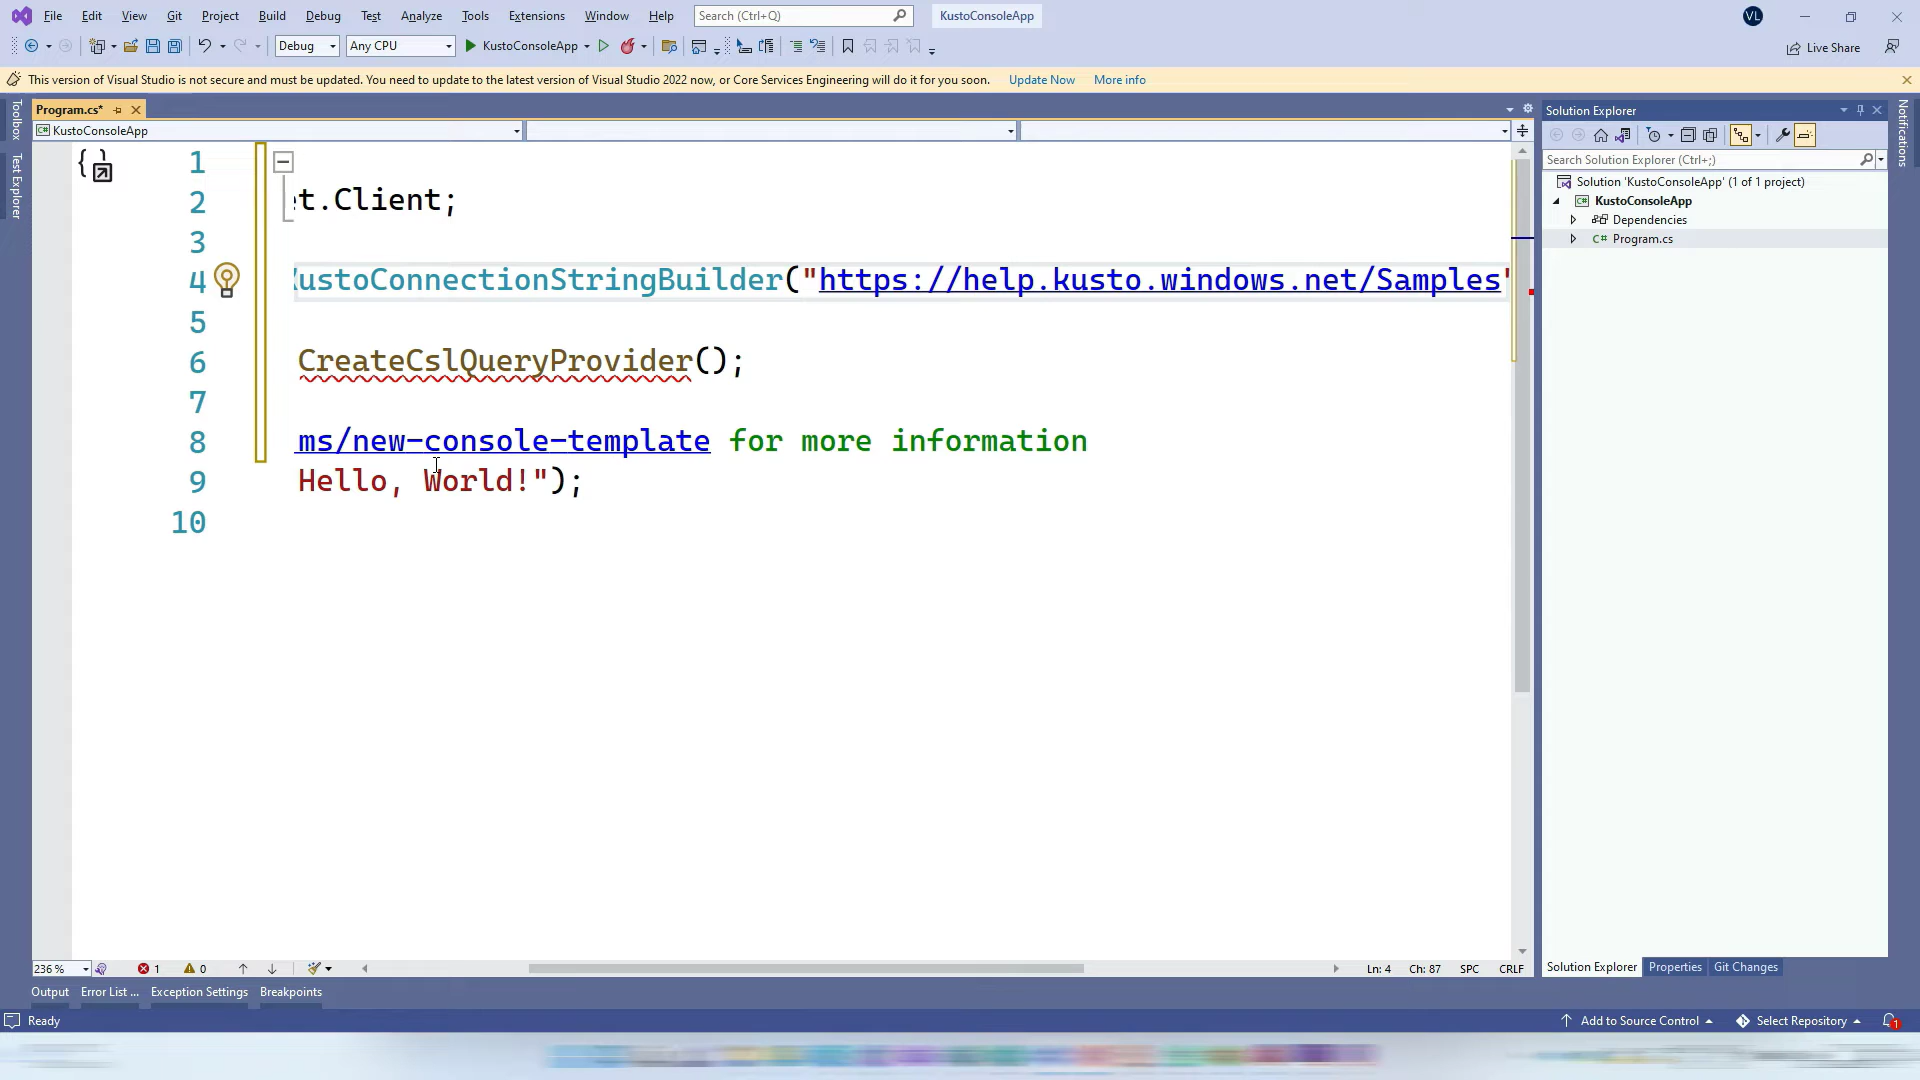 File Edit View Git Project Build Debug Test Analyze Tools Extensions Window Help Search (Ctrl+Q) KustoConsoleApp VL
Debug Any CPU KustoConsoleApp Live Share
This version of Visual Studio is not secure and must be updated. You need to update to the latest version of Visual Studio 2022 now, or Core Services Engineering will do it for you soon. Update Now More info
Toolbox
Test Explorer
Program.cs*
KustoConsoleApp
1
2 et.Client;
3
4 KustoConnectionStringBuilder("https://help.kusto.windows.net/Samples"
5
6 CreateCslQueryProvider();
7
8 ms/new-console-template for more information
9 Hello, World!");
10
Solution Explorer
Search Solution Explorer (Ctrl+;)
Solution 'KustoConsoleApp' (1 of 1 project)
KustoConsoleApp
Dependencies
C# Program.cs
Notifications
236 % 1 0 Ln: 4 Ch: 87 SPC CRLF
Solution Explorer Properties Git Changes
Output Error List ... Exception Settings Breakpoints
Ready Add to Source Control Select Repository 1